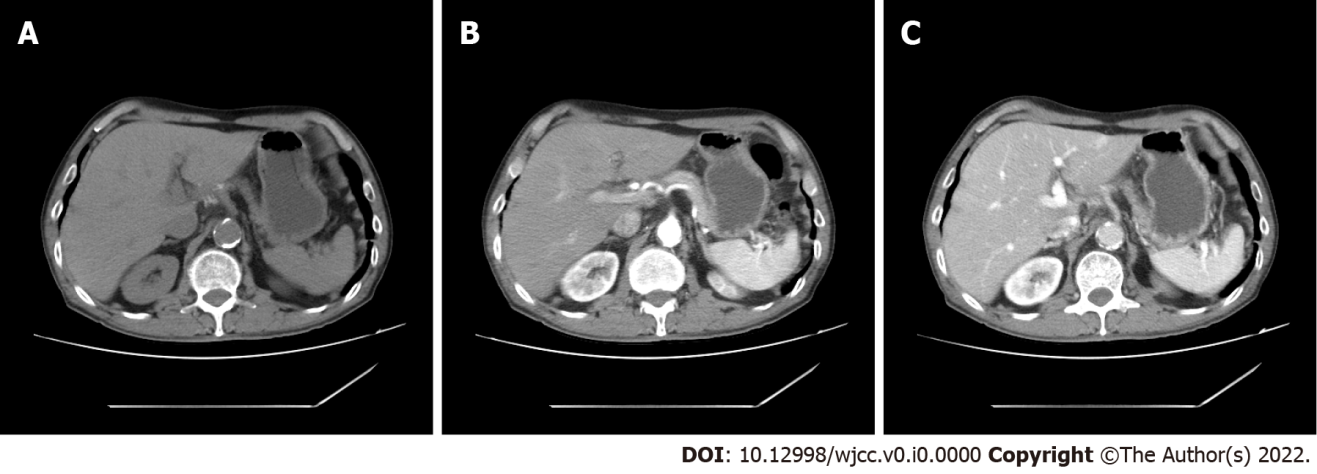 A
B
C
DOI: 10.12998/wjcc.v0.i0.0000 Copyright ©The Author(s) 2022.